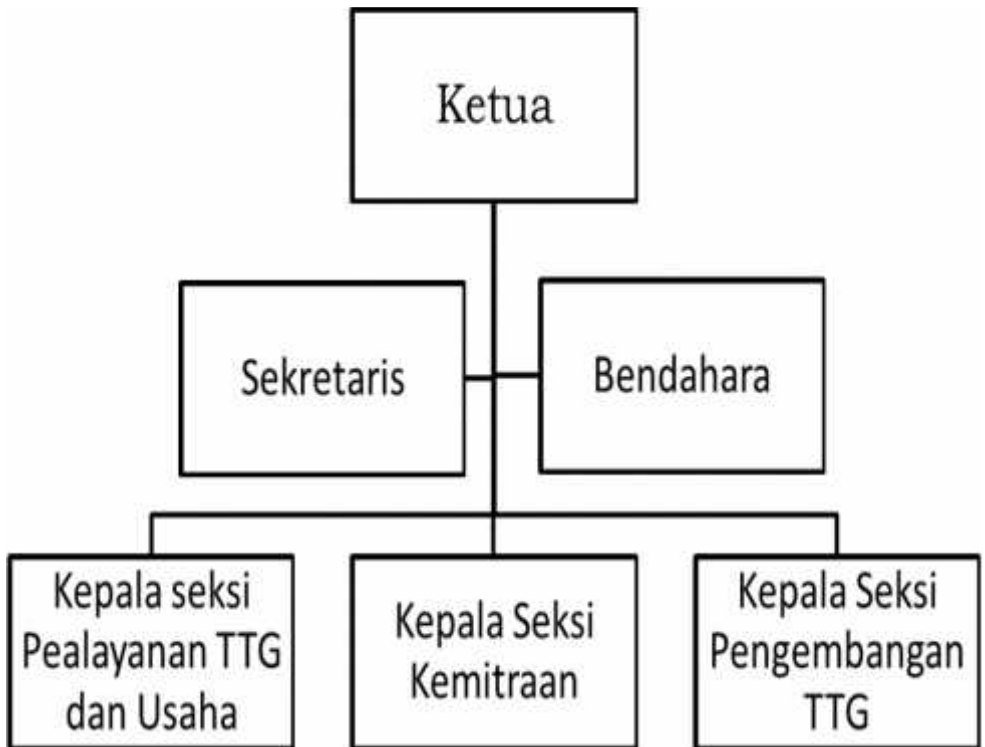 Ketua
Sekretaris
Bendahara
Kepala seksi
Pealayanan TTG
dan Usaha
Kepala Seksi
Kemitraan
Kepala Seksi
Pengembangan
TTG